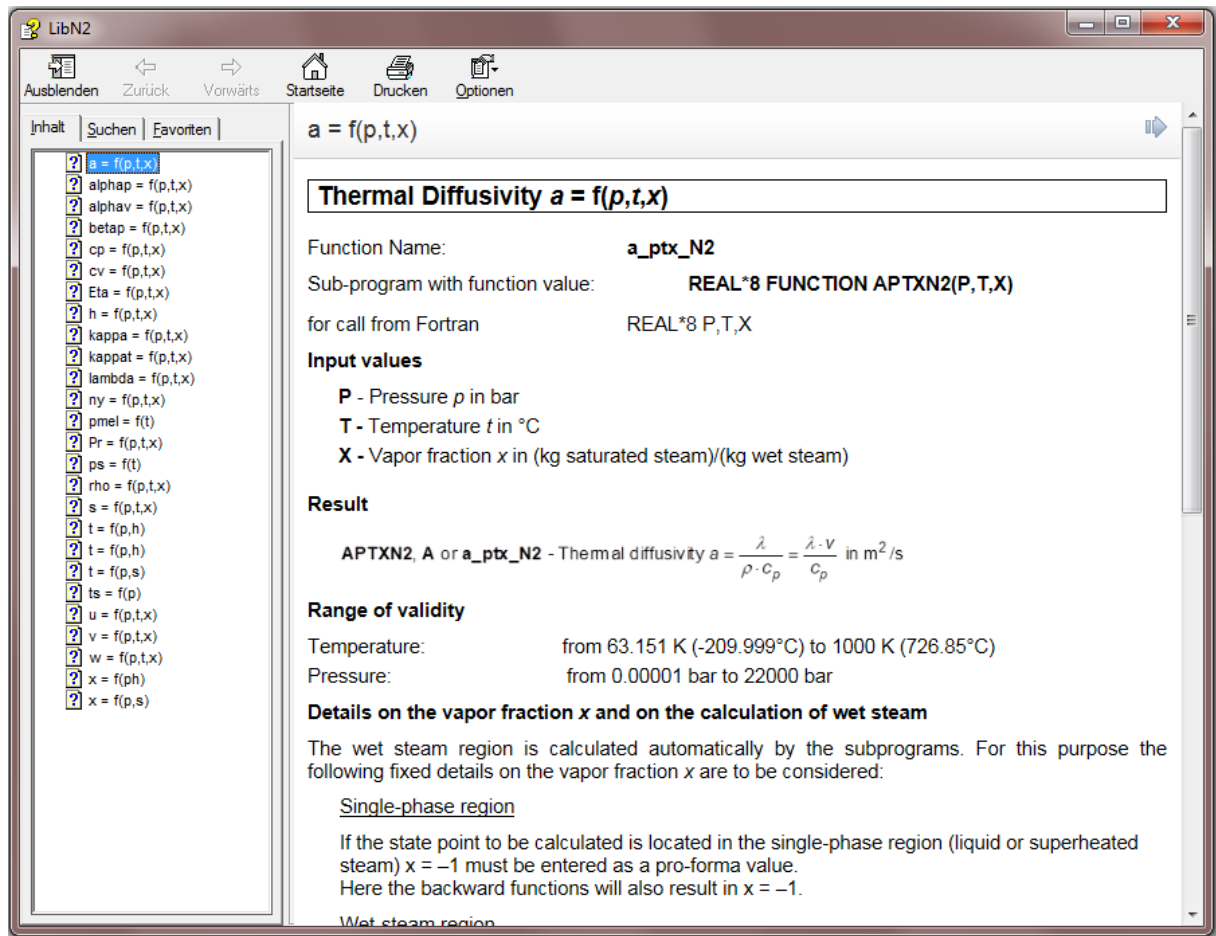 LibN2
Ausblenden Zurück Vorwärts Startseite Drucken Optionen
Inhalt Suchen Favoriten
a = f(p,t,x)
alphap = f(p,t,x)
alphav = f(p,t,x)
betap = f(p,t,x)
cp = f(p,t,x)
cv = f(p,t,x)
Eta = f(p,t,x)
h = f(p,t,x)
kappa = f(p,t,x)
kappat = f(p,t,x)
lambda = f(p,t,x)
ny = f(p,t,x)
pmel = f(t)
Pr = f(p,t,x)
ps = f(t)
rho = f(p,t,x)
s = f(p,t,x)
t = f(p,h)
t = f(p,h)
t = f(p,s)
ts = f(p)
u = f(p,t,x)
v = f(p,t,x)
w = f(p,t,x)
x = f(ph)
x = f(p,s)
a = f(p,t,x)
Thermal Diffusivity a = f(p,t,x)
Function Name: a_ptx_N2
Sub-program with function value: REAL*8 FUNCTION APTXN2(P,T,X)
for call from Fortran REAL*8 P,T,X
Input values
P - Pressure p in bar
T - Temperature t in °C
X - Vapor fraction x in (kg saturated steam)/(kg wet steam)
Result
APTXN2, A or a_ptx_N2 - Thermal diffusivity a = λ / (ρ · c_p) = (λ · v) / c_p in m²/s
Range of validity
Temperature: from 63.151 K (-209.999°C) to 1000 K (726.85°C)
Pressure: from 0.00001 bar to 22000 bar
Details on the vapor fraction x and on the calculation of wet steam
The wet steam region is calculated automatically by the subprograms. For this purpose the
following fixed details on the vapor fraction x are to be considered:
Single-phase region
If the state point to be calculated is located in the single-phase region (liquid or superheated
steam) x = –1 must be entered as a pro-forma value.
Here the backward functions will also result in x = –1.
Wet steam region